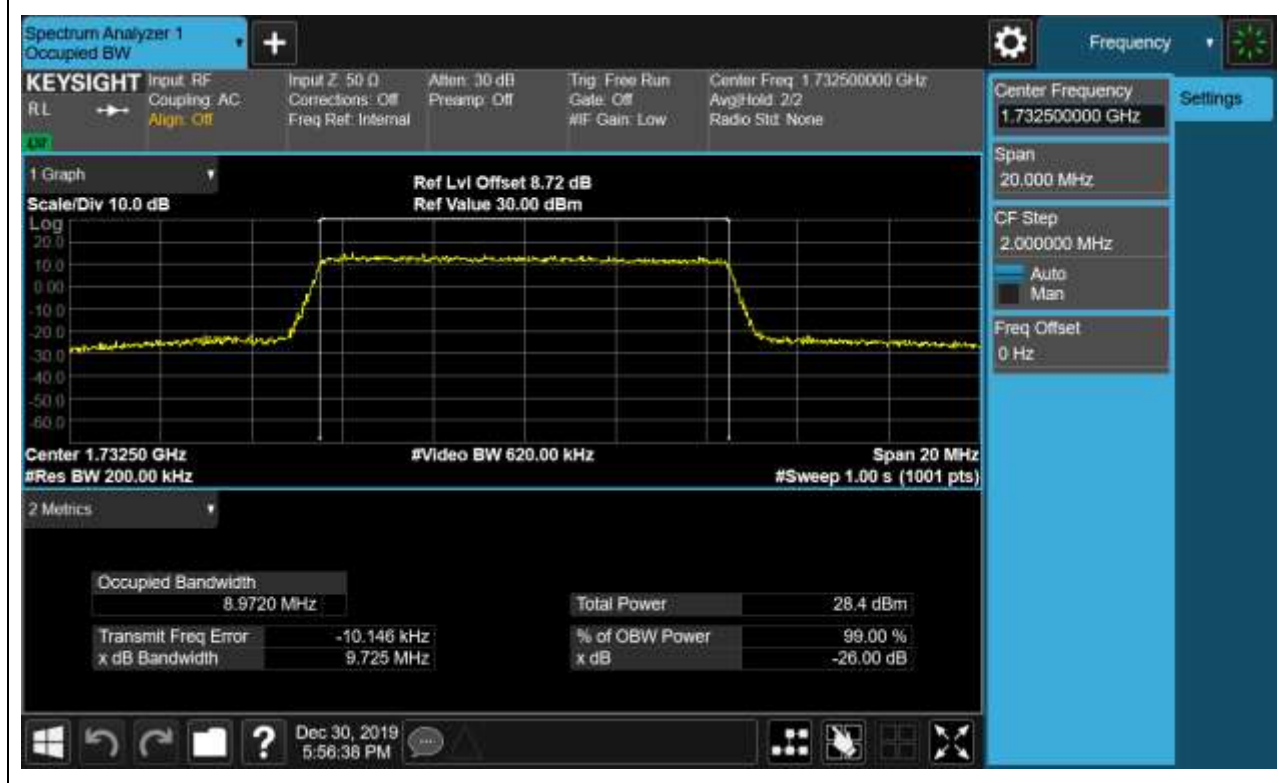 Spectrum Analyzer 1
Occupied BW
+
Frequency
KEYSIGHT
RL
Input: RF
Coupling: AC
Align: Off
Input Z: 50 Ω
Corrections: Off
Freq Ref: Internal
Atten: 30 dB
Preamp: Off
Trig: Free Run
Gate: Off
#IF Gain: Low
Center Freq: 1.732500000 GHz
Avg|Hold: 2/2
Radio Std: None
Center Frequency
1.732500000 GHz
Settings
Span
20.000 MHz
CF Step
2.000000 MHz
Auto
Man
Freq Offset
0 Hz
1 Graph
Scale/Div 10.0 dB
Ref Lvl Offset 8.72 dB
Ref Value 30.00 dBm
Log
20.0
10.0
0.00
-10.0
-20.0
-30.0
-40.0
-50.0
-60.0
Center 1.73250 GHz
#Video BW 620.00 kHz
Span 20 MHz
#Res BW 200.00 kHz
#Sweep 1.00 s (1001 pts)
2 Metrics
Occupied Bandwidth
8.9720 MHz
Total Power 28.4 dBm
Transmit Freq Error -10.146 kHz
% of OBW Power 99.00 %
x dB Bandwidth 9.725 MHz
x dB -26.00 dB
?
Dec 30, 2019
5:56:38 PM